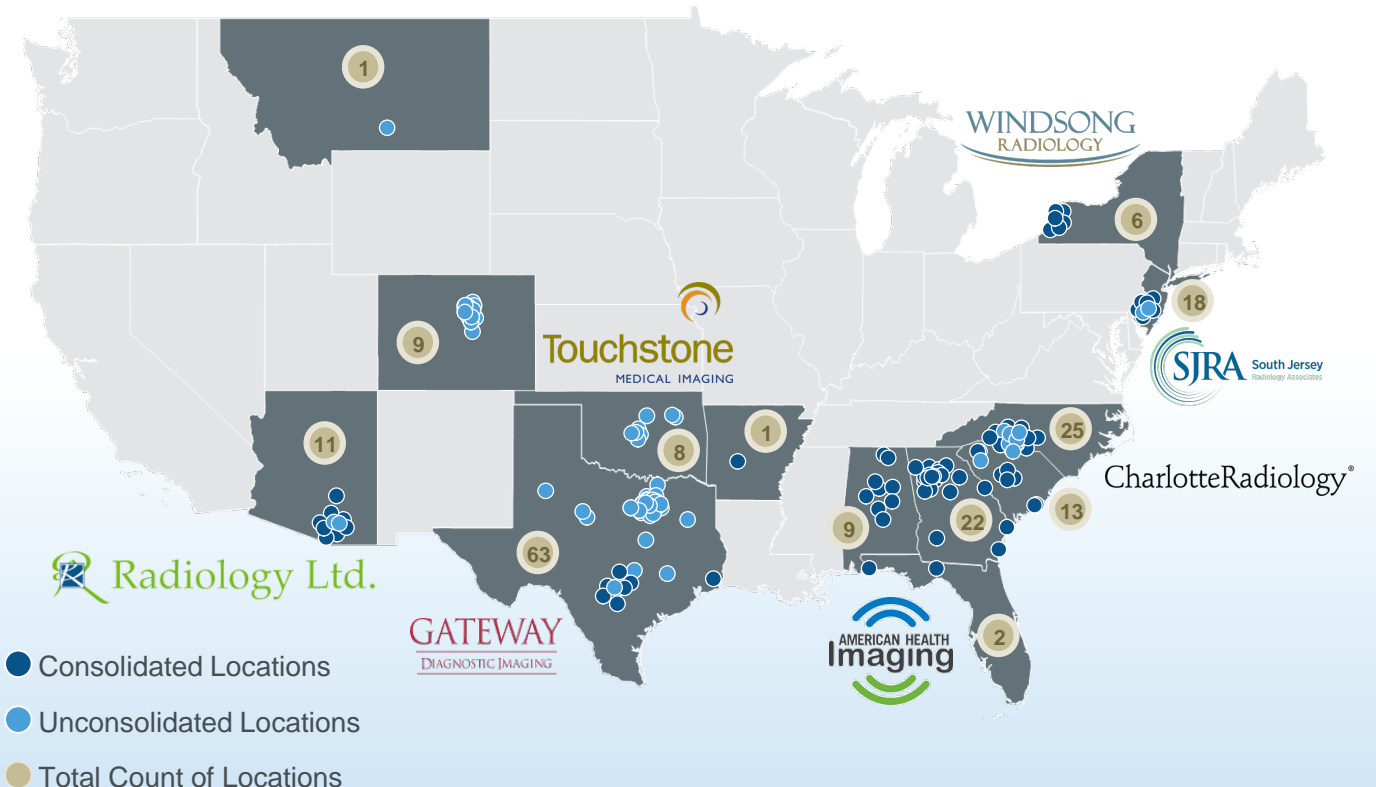 1
WINDSONG
RADIOLOGY
6
18
SJRA South Jersey
Radiology Associates
9
Touchstone
MEDICAL IMAGING
11
8
1
25
CharlotteRadiology®
13
9
22
63
Radiology Ltd.
GATEWAY
DIAGNOSTIC IMAGING
AMERICAN HEALTH
Imaging
2
Consolidated Locations
Unconsolidated Locations
Total Count of Locations